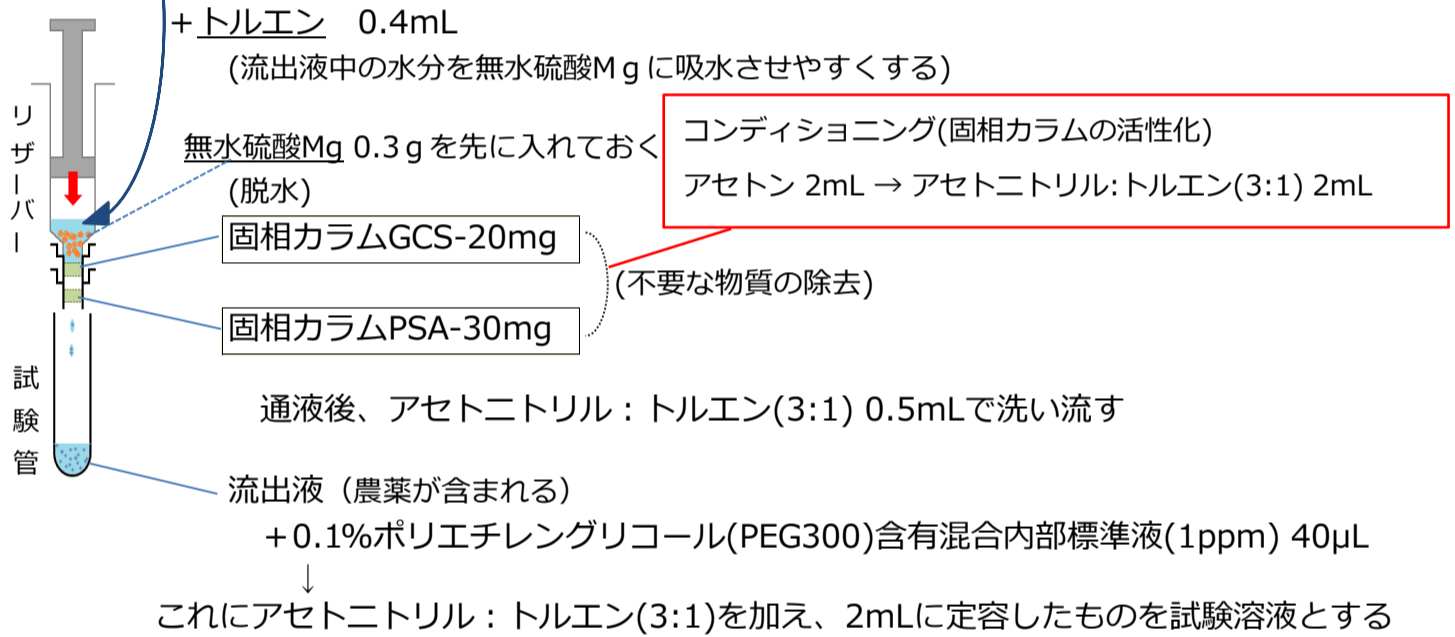 +トルエン　0.4mL
(流出液中の水分を無水硫酸Mｇに吸水させやすくする)
リザーバー
無水硫酸Mg 0.3ｇを先に入れておく
(脱水)
コンディショニング(固相カラムの活性化)
アセトン 2mL → アセトニトリル:トルエン(3:1) 2mL
固相カラムGCS-20mg
(不要な物質の除去)
固相カラムPSA-30mg
試験管
通液後、アセトニトリル：トルエン(3:1) 0.5mLで洗い流す
流出液（農薬が含まれる）
+0.1%ポリエチレングリコール(PEG300)含有混合内部標準液(1ppm) 40μL
↓
これにアセトニトリル：トルエン(3:1)を加え、2mLに定容したものを試験溶液とする